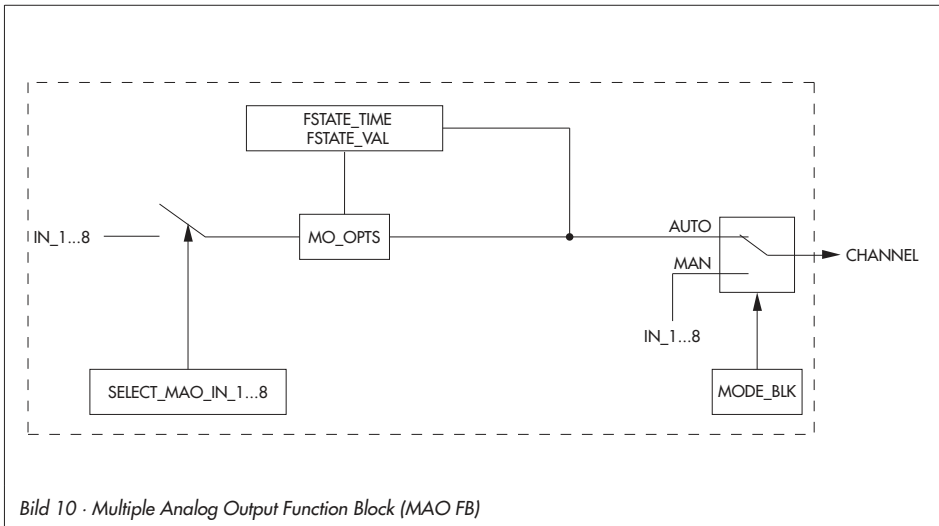 FSTATE_TIME
FSTATE_VAL
IN_1...8
MO_OPTS
AUTO
MAN
CHANNEL
IN_1...8
SELECT_MAO_IN_1...8
MODE_BLK
Bild 10 · Multiple Analog Output Function Block (MAO FB)